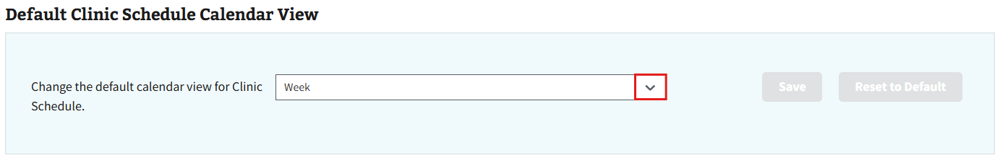 Default Clinic Schedule Calendar View
Change the default calendar view for Clinic
Schedule.
Week
Save
Reset to Default